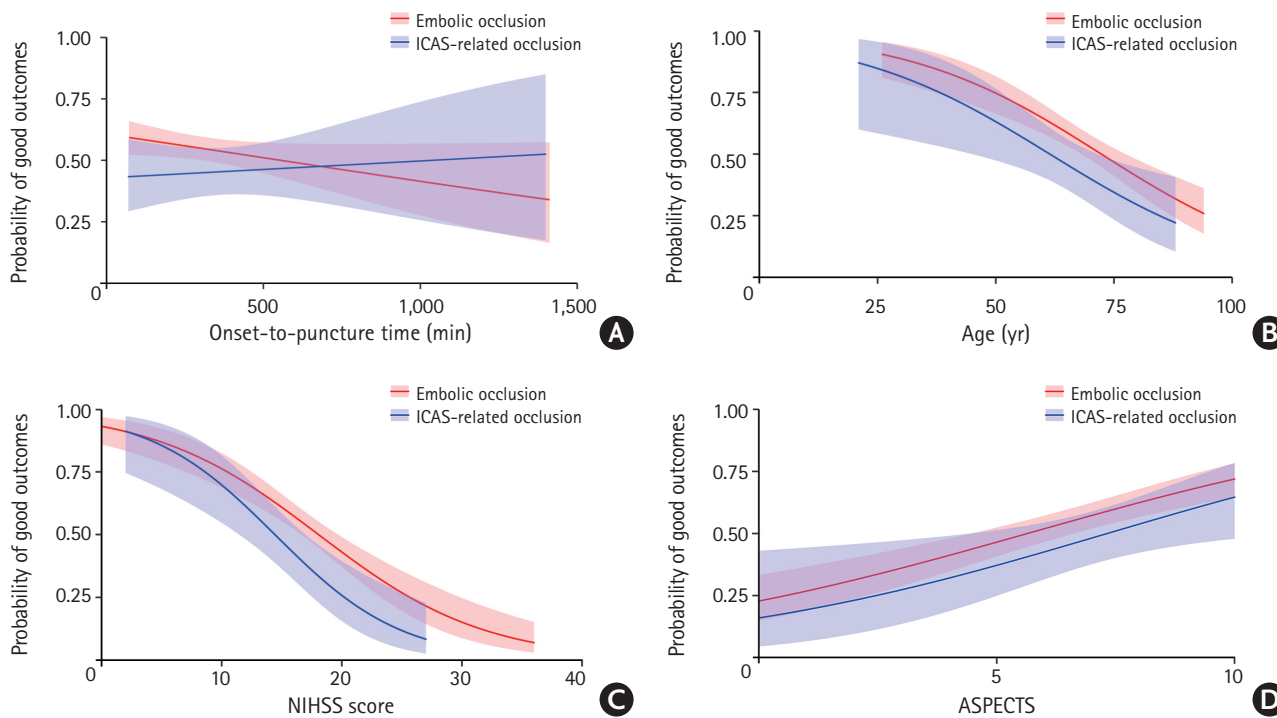 Embolic occlusion
ICAS-related occlusion
Probability of good outcomes
1.00
0.75
0.50
0.25
0
500
1,000
1,500
Onset-to-puncture time (min)
A
Embolic occlusion
ICAS-related occlusion
Probability of good outcomes
1.00
0.75
0.50
0.25
0
25
50
75
100
Age (yr)
B
Embolic occlusion
ICAS-related occlusion
Probability of good outcomes
1.00
0.75
0.50
0.25
0
10
20
30
40
NIHSS score
C
Embolic occlusion
ICAS-related occlusion
Probability of good outcomes
1.00
0.75
0.50
0.25
0
5
10
ASPECTS
D